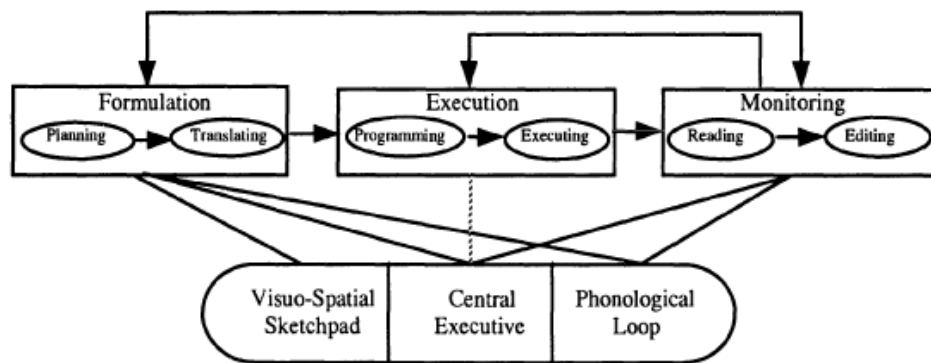 Formulation
Planning
Translating
Execution
Programming
Executing
Monitoring
Reading
Editing
Visuo-Spatial
Sketchpad
Central
Executive
Phonological
Loop